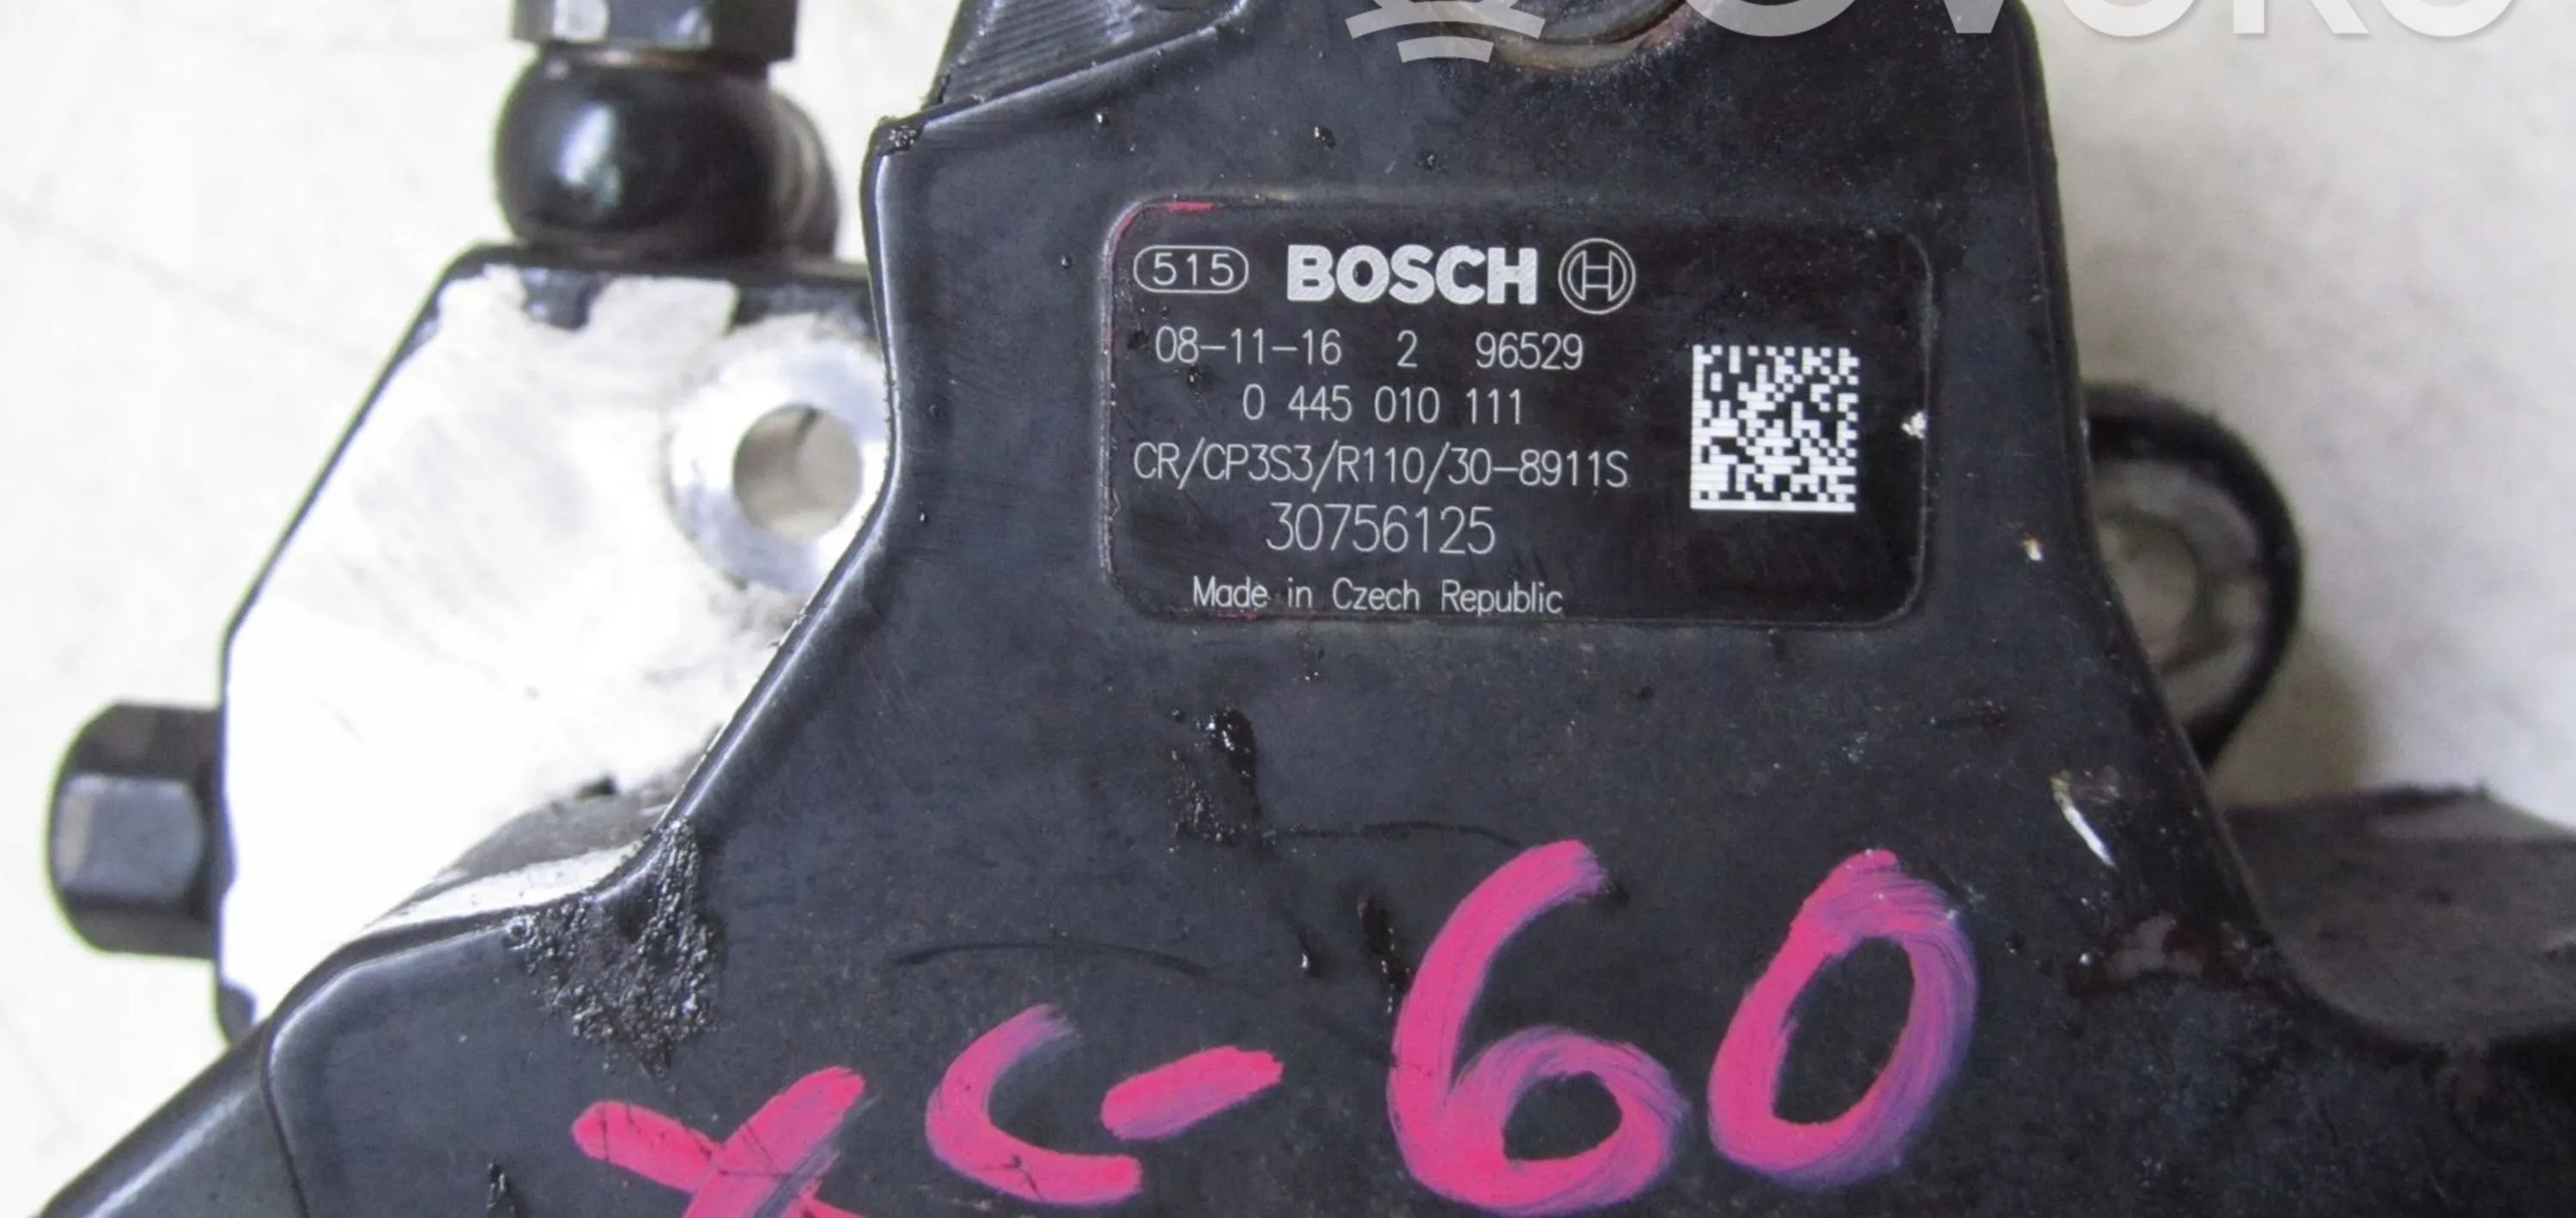 515 BOSCH
08-11-16 2 96529
0 445 010 111
CR/CP3S3/R110/30-8911S
30756125
Made in Czech Republic
XC-60